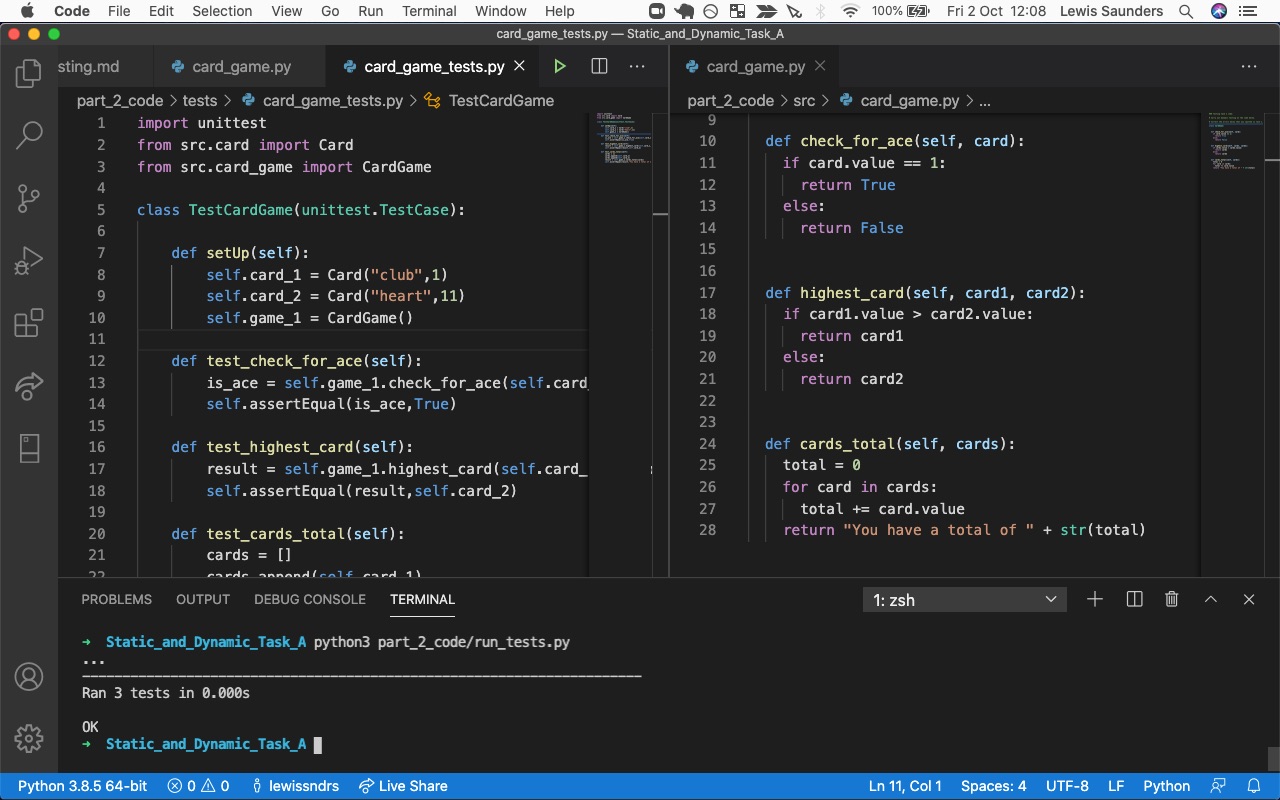 Code File Edit Selection View Go Run Terminal Window Help 100% Fri 2 Oct 12:08 Lewis Saunders
card_game_tests.py — Static_and_Dynamic_Task_A
sting.md card_game.py card_game_tests.py card_game.py
part_2_code > tests > card_game_tests.py > TestCardGame
1 import unittest
2 from src.card import Card
3 from src.card_game import CardGame
4
5 class TestCardGame(unittest.TestCase):
6
7 def setUp(self):
8 self.card_1 = Card("club",1)
9 self.card_2 = Card("heart",11)
10 self.game_1 = CardGame()
11
12 def test_check_for_ace(self):
13 is_ace = self.game_1.check_for_ace(self.card
14 self.assertEqual(is_ace,True)
15
16 def test_highest_card(self):
17 result = self.game_1.highest_card(self.card_
18 self.assertEqual(result,self.card_2)
19
20 def test_cards_total(self):
21 cards = []
22 cards.append(self.card_1)
part_2_code > src > card_game.py > ...
9
10 def check_for_ace(self, card):
11 if card.value == 1:
12 return True
13 else:
14 return False
15
16
17 def highest_card(self, card1, card2):
18 if card1.value > card2.value:
19 return card1
20 else:
21 return card2
22
23
24 def cards_total(self, cards):
25 total = 0
26 for card in cards:
27 total += card.value
28 return "You have a total of " + str(total)
PROBLEMS OUTPUT DEBUG CONSOLE TERMINAL 1: zsh
→ Static_and_Dynamic_Task_A python3 part_2_code/run_tests.py
...
----------------------------------------------------------------------
Ran 3 tests in 0.000s
OK
→ Static_and_Dynamic_Task_A
Python 3.8.5 64-bit 0 0 lewissndrs Live Share Ln 11, Col 1 Spaces: 4 UTF-8 LF Python